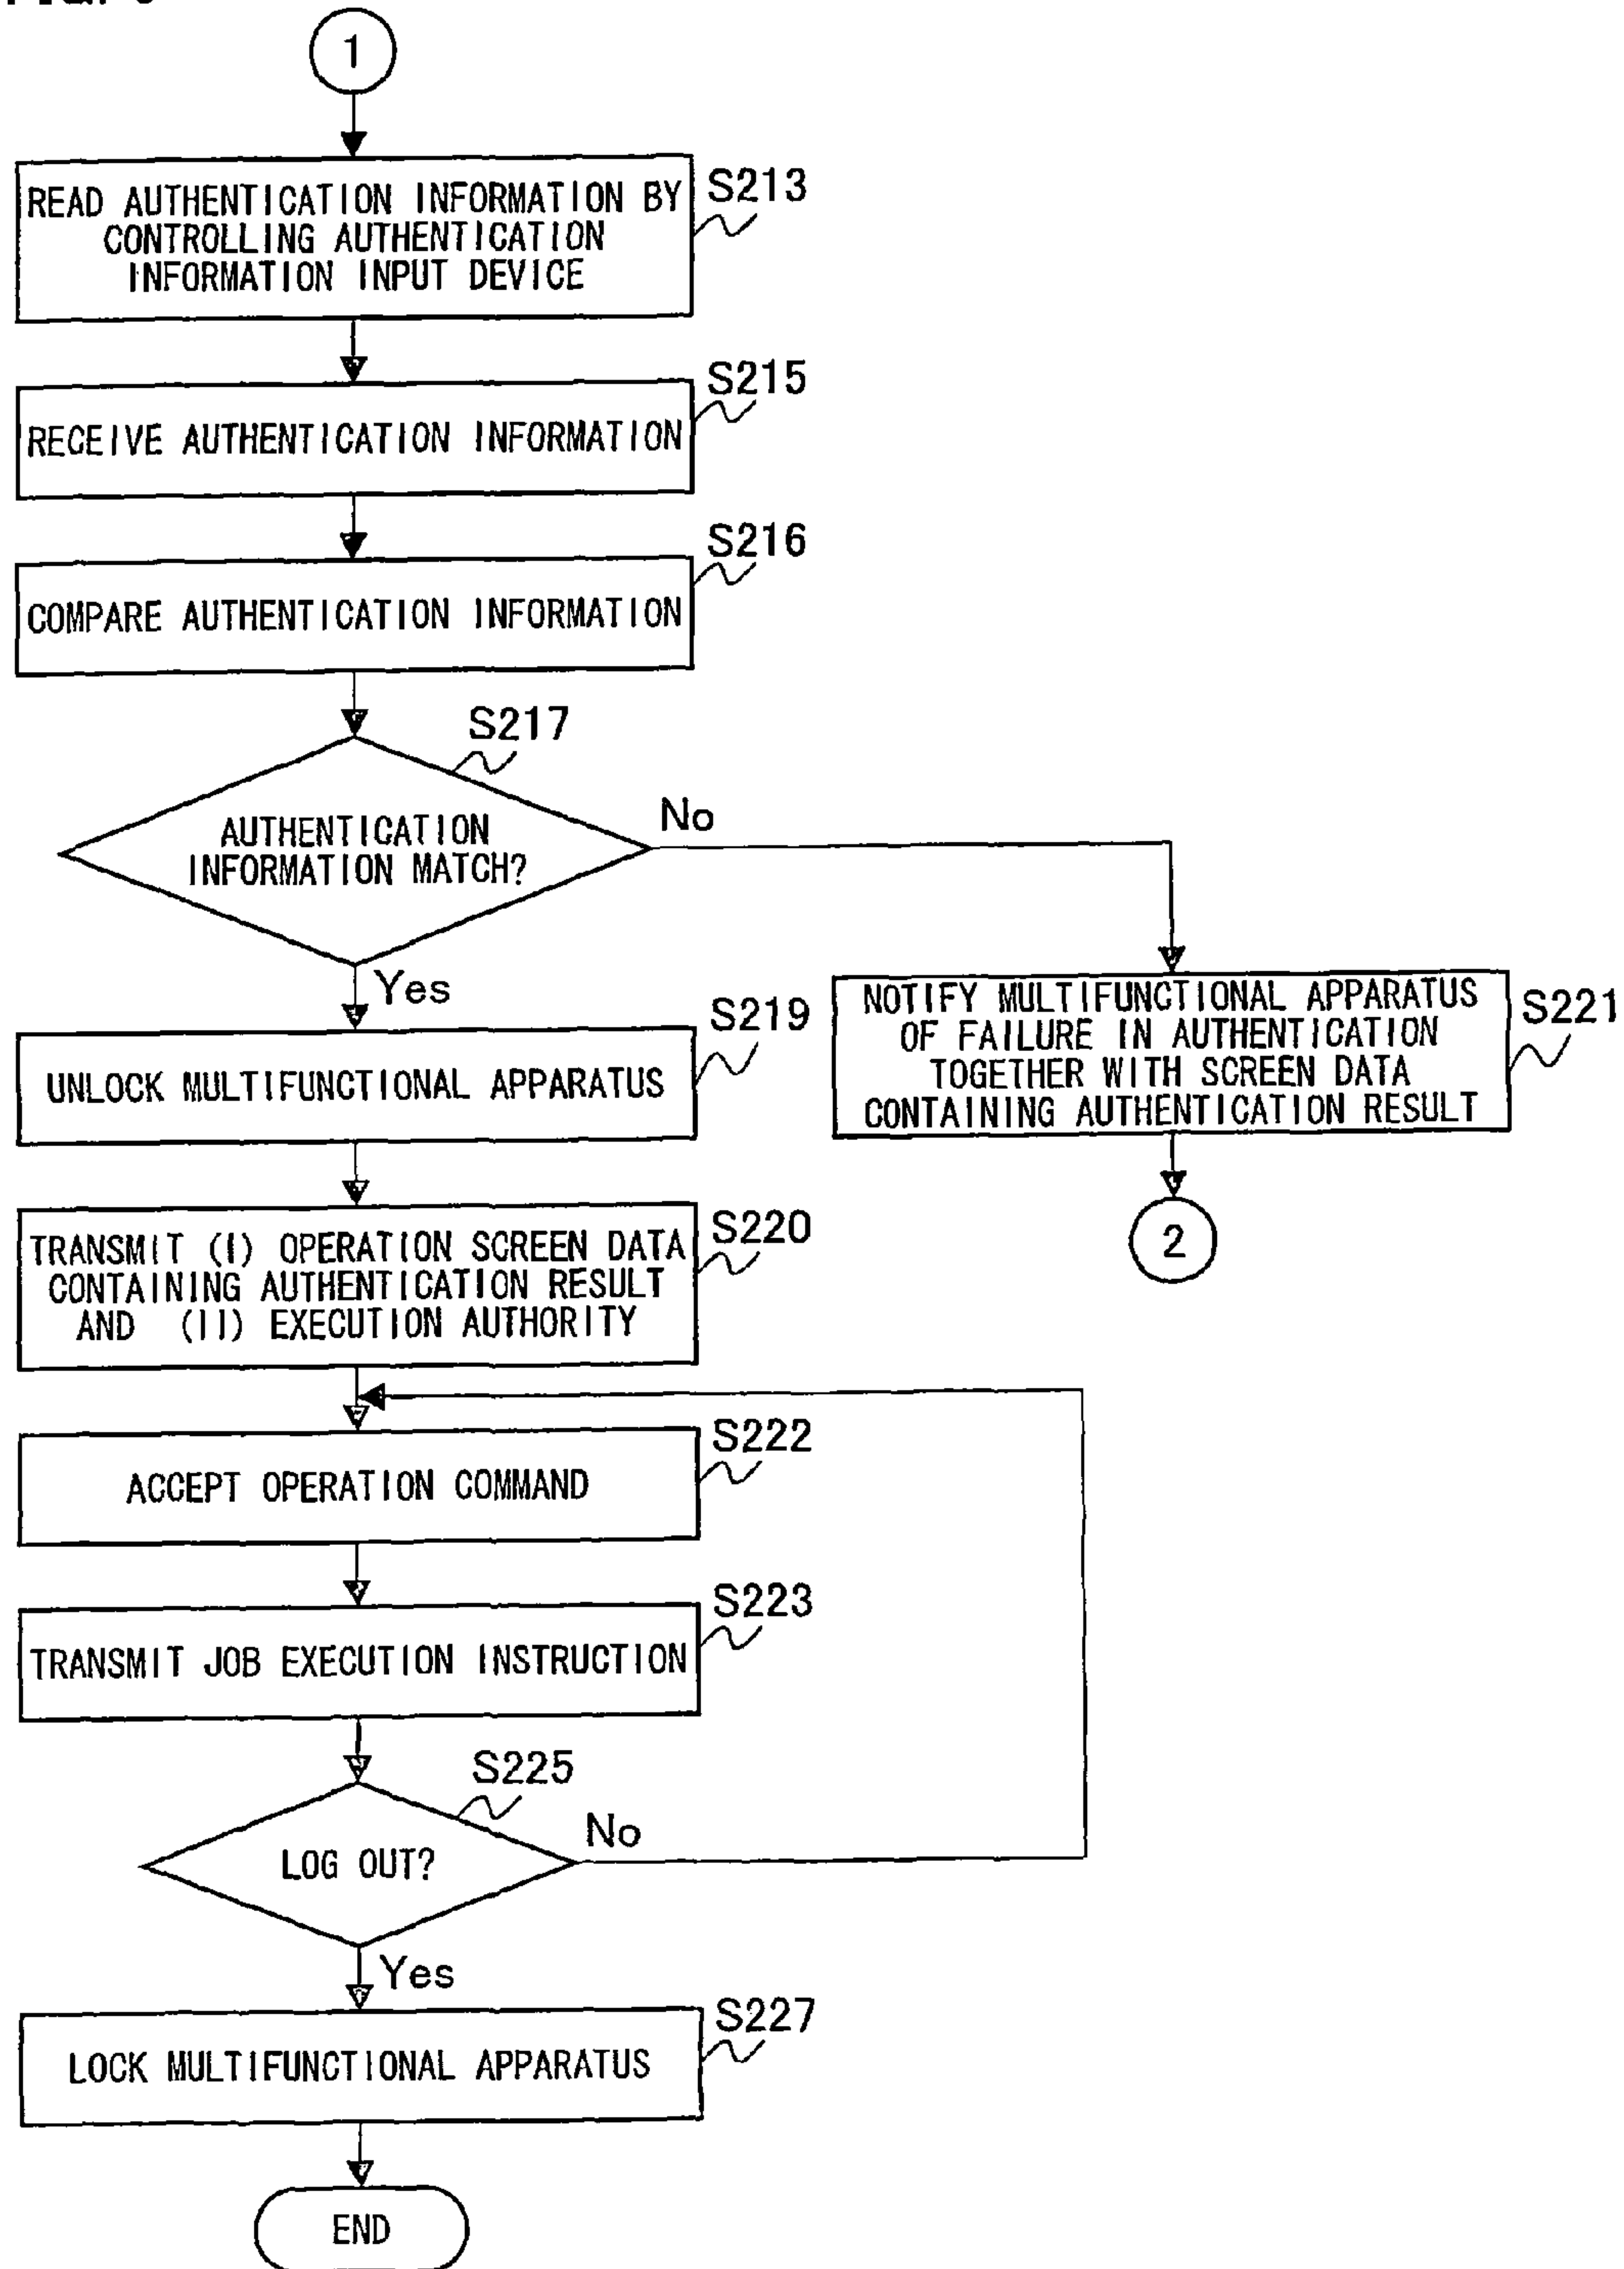 1
READ AUTHENTICATION INFORMATION BY
CONTROLLING AUTHENTICATION
INFORMATION INPUT DEVICE
S213
RECEIVE AUTHENTICATION INFORMATION
S215
COMPARE AUTHENTICATION INFORMATION
S216
S217
AUTHENTICATION
INFORMATION MATCH?
No
Yes
UNLOCK MULTIFUNCTIONAL APPARATUS
S219
NOTIFY MULTIFUNCTIONAL APPARATUS
OF FAILURE IN AUTHENTICATION
TOGETHER WITH SCREEN DATA
CONTAINING AUTHENTICATION RESULT
S221
2
TRANSMIT (I) OPERATION SCREEN DATA
CONTAINING AUTHENTICATION RESULT
AND (II) EXECUTION AUTHORITY
S220
ACCEPT OPERATION COMMAND
S222
TRANSMIT JOB EXECUTION INSTRUCTION
S223
S225
LOG OUT?
No
Yes
LOCK MULTIFUNCTIONAL APPARATUS
S227
END